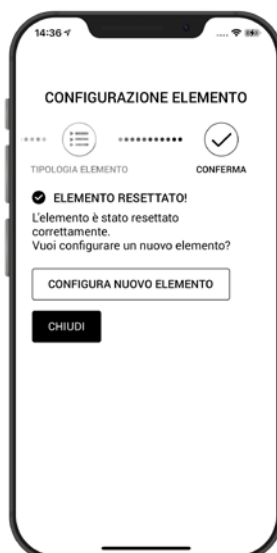 14:36
CONFIGURAZIONE ELEMENTO
TIPOLOGIA ELEMENTO
CONFERMA
ELEMENTO RESETTATO!
L'elemento è stato resettato
correttamente.
Vuoi configurare un nuovo elemento?
CONFIGURA NUOVO ELEMENTO
CHIUDI